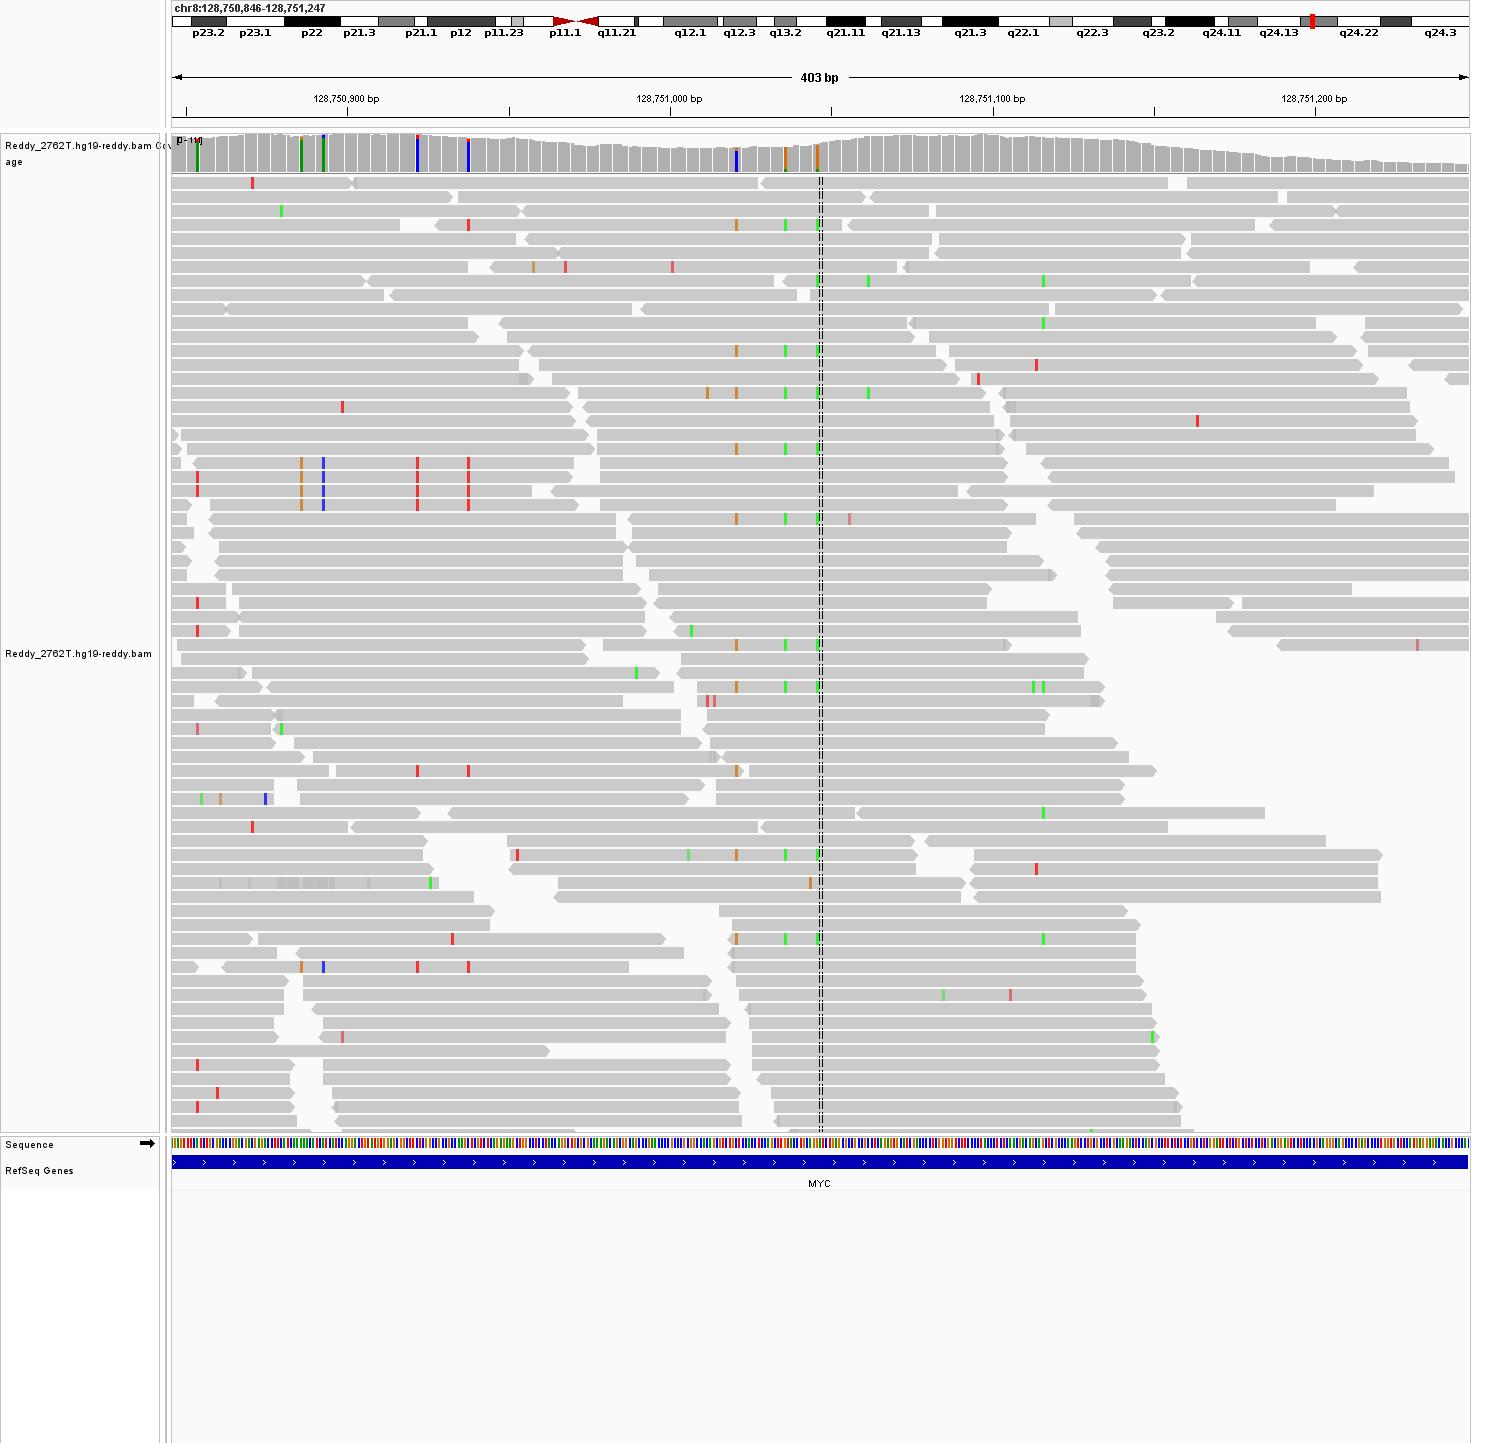 chr8:128,750,846-128,751,247
p23.2 p23.1 p22 p21.3 p21.1 p12 p11.23 p11.1 q11.21 q12.1 q12.3 q13.2 q21.11 q21.13 q21.3 q22.1 q22.3 q23.2 q24.11 q24.13 q24.22 q24.3
403 bp
128,750,900 bp 128,751,000 bp 128,751,100 bp 128,751,200 bp
Reddy_2762T.hg19-reddy.bam
age
Reddy_2762T.hg19-reddy.bam
Sequence
RefSeq Genes
MYC